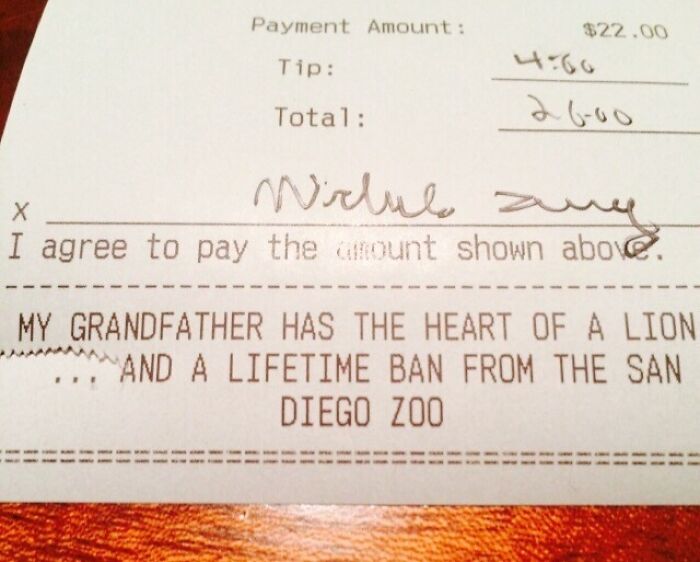 Payment Amount: $22.00
Tip: 4.00
Total: 26.00
X
I agree to pay the amount shown above.
MY GRANDFATHER HAS THE HEART OF A LION
... AND A LIFETIME BAN FROM THE SAN
DIEGO ZOO